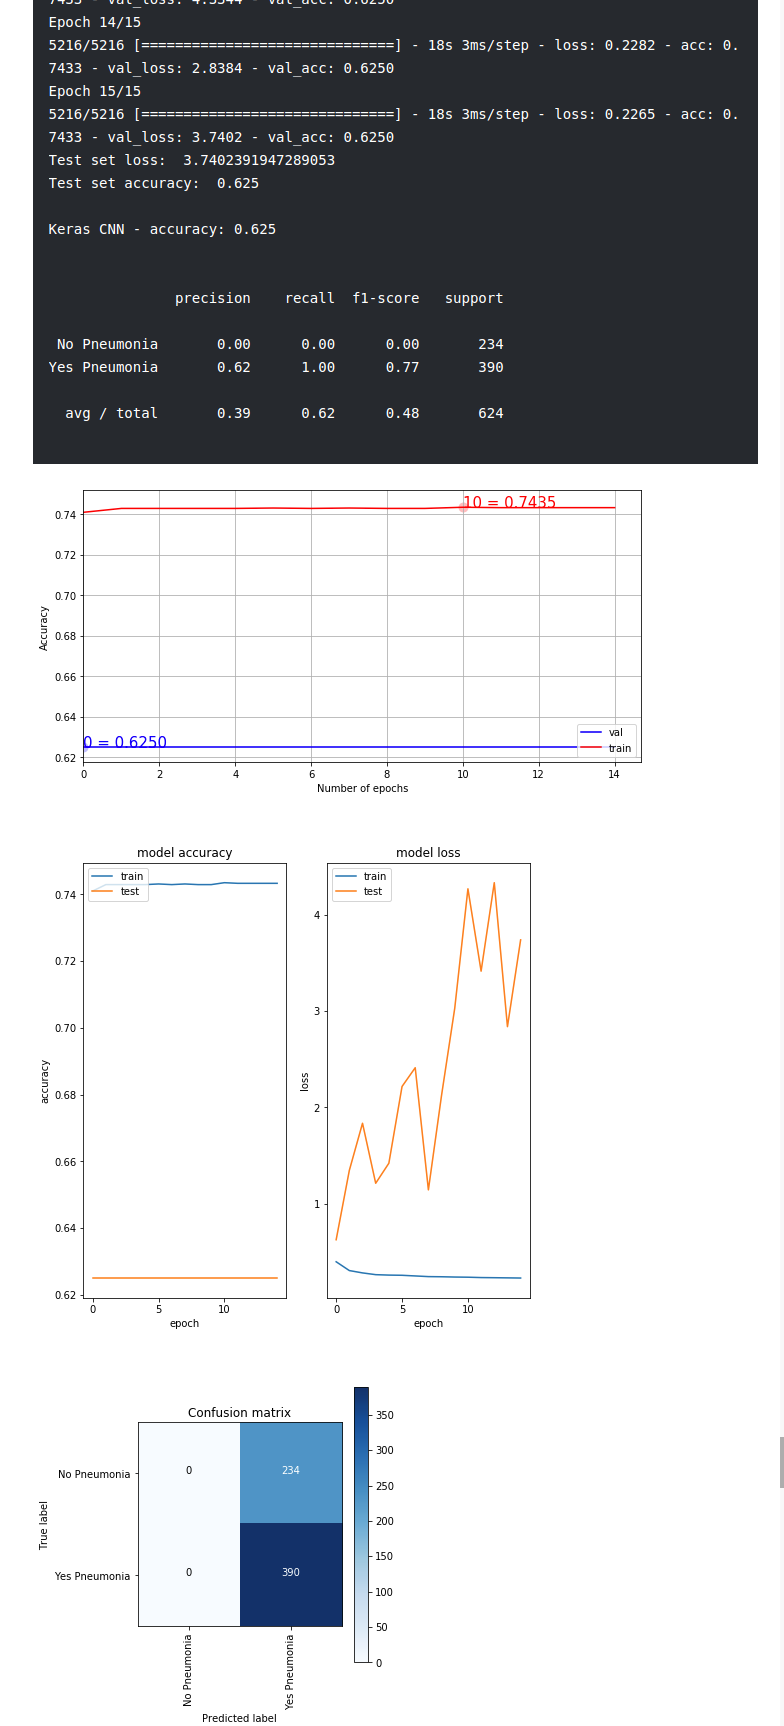 7433 - val_loss: 4.3344 - val_acc: 0.6250
Epoch 14/15
5216/5216 [==============================] - 18s 3ms/step - loss: 0.2282 - acc: 0.
7433 - val_loss: 2.8384 - val_acc: 0.6250
Epoch 15/15
5216/5216 [==============================] - 18s 3ms/step - loss: 0.2265 - acc: 0.
7433 - val_loss: 3.7402 - val_acc: 0.6250
Test set loss:  3.7402391947289053
Test set accuracy:  0.625
Keras CNN - accuracy: 0.625
precision    recall  f1-score   support
No Pneumonia       0.00      0.00      0.00       234
Yes Pneumonia       0.62      1.00      0.77       390
avg / total       0.39      0.62      0.48       624
10 = 0.7435
0.74
0.72
0.70
0.68
0.66
0.64
0.62
Accuracy
0 = 0.6250
val
train
0 2 4 6 8 10 12 14
Number of epochs
model accuracy
train
test
0.74
0.72
0.70
0.68
0.66
0.64
0.62
accuracy
0 5 10
epoch
model loss
train
test
4
3
2
1
loss
0 5 10
epoch
Confusion matrix
No Pneumonia
Yes Pneumonia
True label
0 234
0 390
No Pneumonia
Yes Pneumonia
Predicted label
350
300
250
200
150
100
50
0